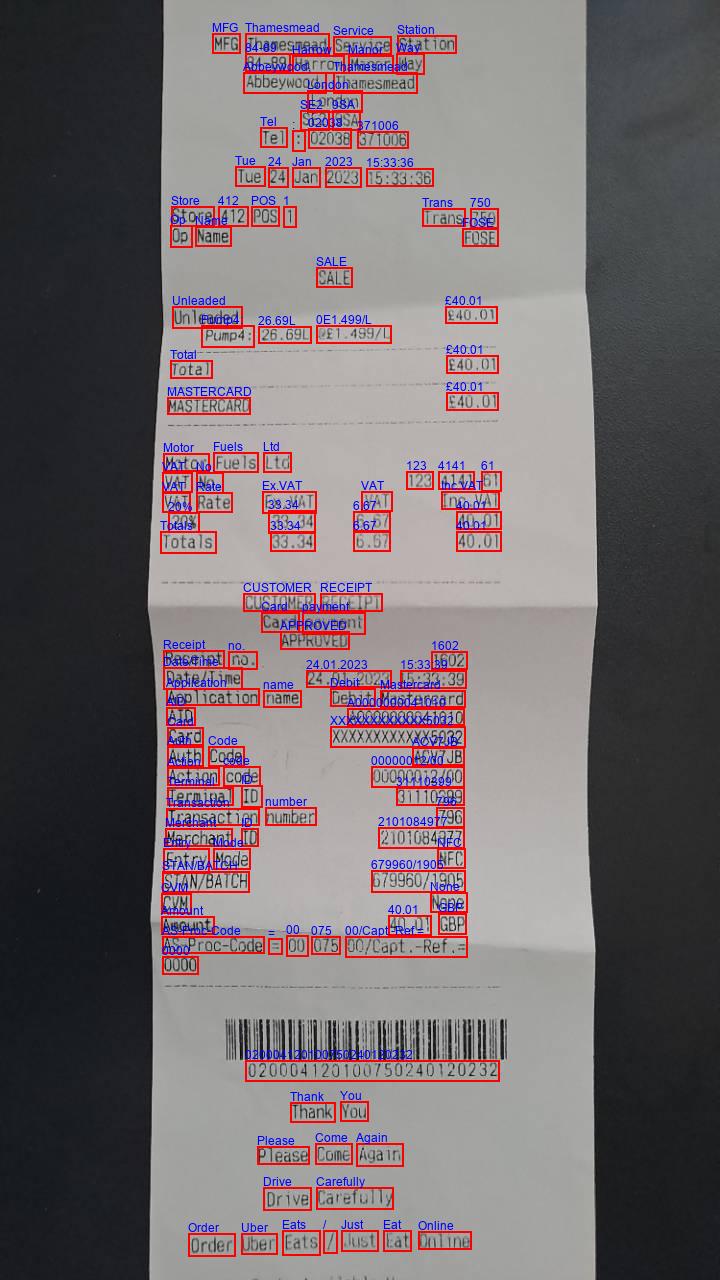 MFG Thamesmead Service Station
84-89 Harrow Manor Way
Abbeywood, Thamesmead
London
SE2 9SA
Tel : 02038 371006
Tue 24 Jan 2023 15:33:36
Store 412 POS 1 Trans 750
Op Name FOSE
SALE
Unleaded £40.01
Pump4: 26.69L @£1.499/L
Total £40.01
MASTERCARD £40.01
Motor Fuels Ltd
VAT No. 123 4141 61
VAT Rate Ex.VAT VAT Inc.VAT
20% 33.34 6.67 40.01
Totals 33.34 6.67 40.01
CUSTOMER RECEIPT
Card payment
APPROVED
Receipt no. 1602
Date/Time 24.01.2023 15:33:39
Application name Debit Mastercard
AID A0000000041010
Card XXXXXXXXXXXX5032
Auth Code ACV7JB
Action code 00000012/00
Terminal ID 31110299
Transaction number 796
Merchant ID 2101084977
Entry Mode NFC
STAN/BATCH 679960/1905
CVM None
Amount 40.01 GBP
AS-Proc-Code = 00 075 00/Capt.-Ref.=
0000
020004120100750240120232
Thank You
Please Come Again
Drive Carefully
Order Uber Eats / Just Eat Online